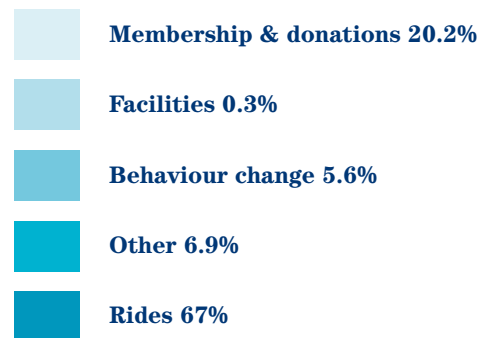 Membership & donations 20.2%
Facilities 0.3%
Behaviour change 5.6%
Other 6.9%
Rides 67%